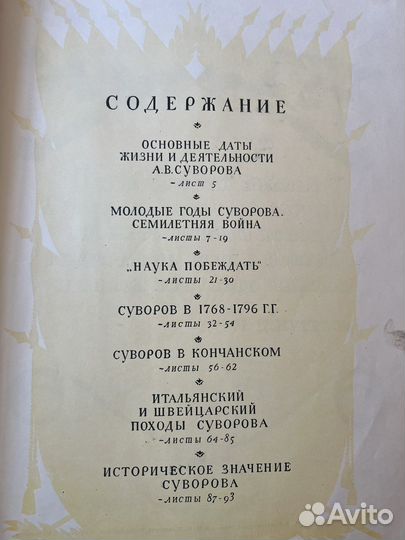 СОДЕРЖАНИЕ
ОСНОВНЫЕ ДАТЫ
ЖИЗНИ И ДЕЯТЕЛЬНОСТИ
А.В.СУВОРОВА
-ЛИСТ 5
МОЛОДЫЕ ГОДЫ СУВОРОВА.
СЕМИЛЕТНЯЯ ВОЙНА
-ЛИСТЫ 7-19
„НАУКА ПОБЕЖДАТЬ"
-ЛИСТЫ 21-30
СУВОРОВ В 1768-1796 Г.Г.
-ЛИСТЫ 32-54
СУВОРОВ В КОНЧАНСКОМ
-ЛИСТЫ 56-62
ИТАЛЬЯНСКИЙ
И ШВЕЙЦАРСКИЙ
ПОХОДЫ СУВОРОВА
-ЛИСТЫ 64-85
ИСТОРИЧЕСКОЕ ЗНАЧЕНИЕ
СУВОРОВА
-ЛИСТЫ 87-93
Avito